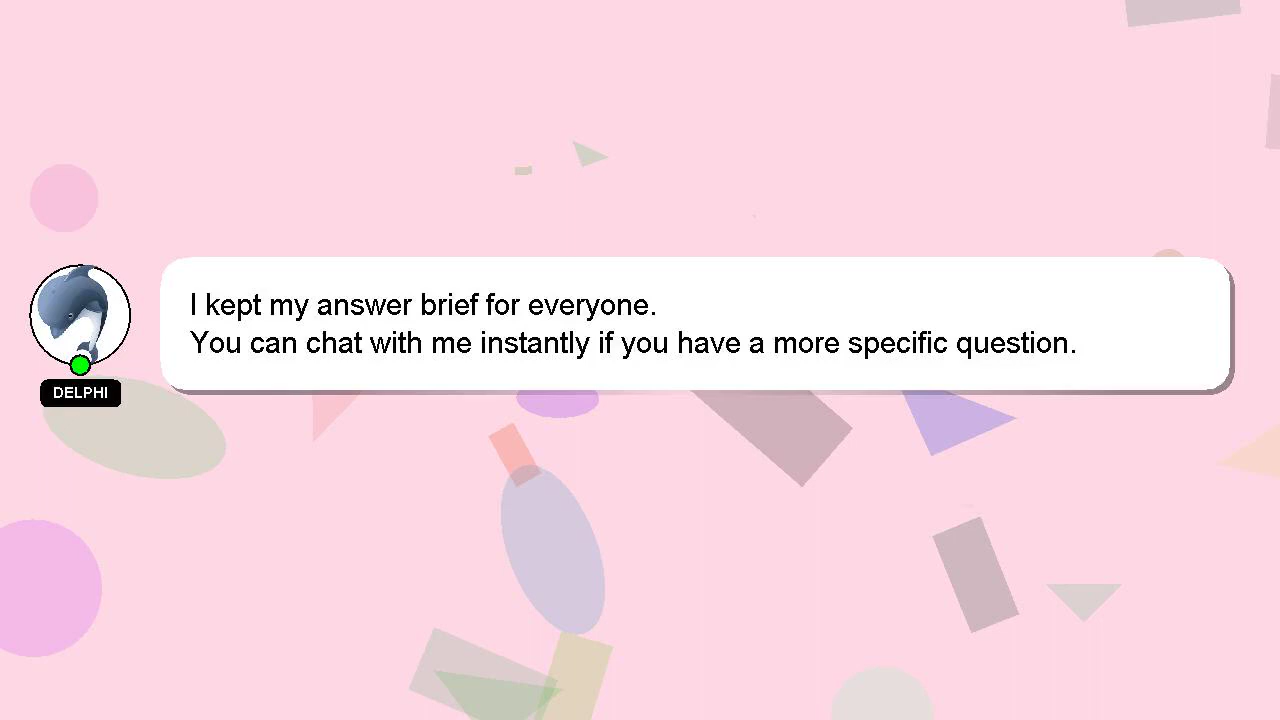 I kept my answer brief for everyone.
You can chat with me instantly if you have a more specific question.
DELPHI